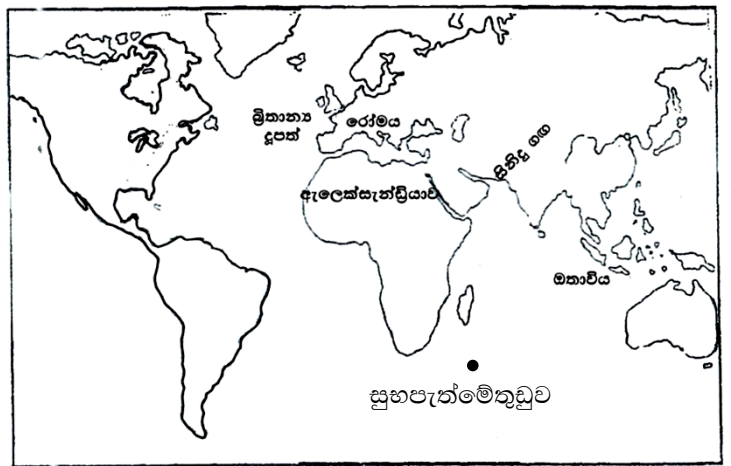 බ්‍රිතාන්‍ය
දූපත්
රෝමය
සිනිදු ගඟ
ඇලෙක්සැන්ඩ්‍රියාව
ඔතාවිය
සුභපැත්මේතුඩුව